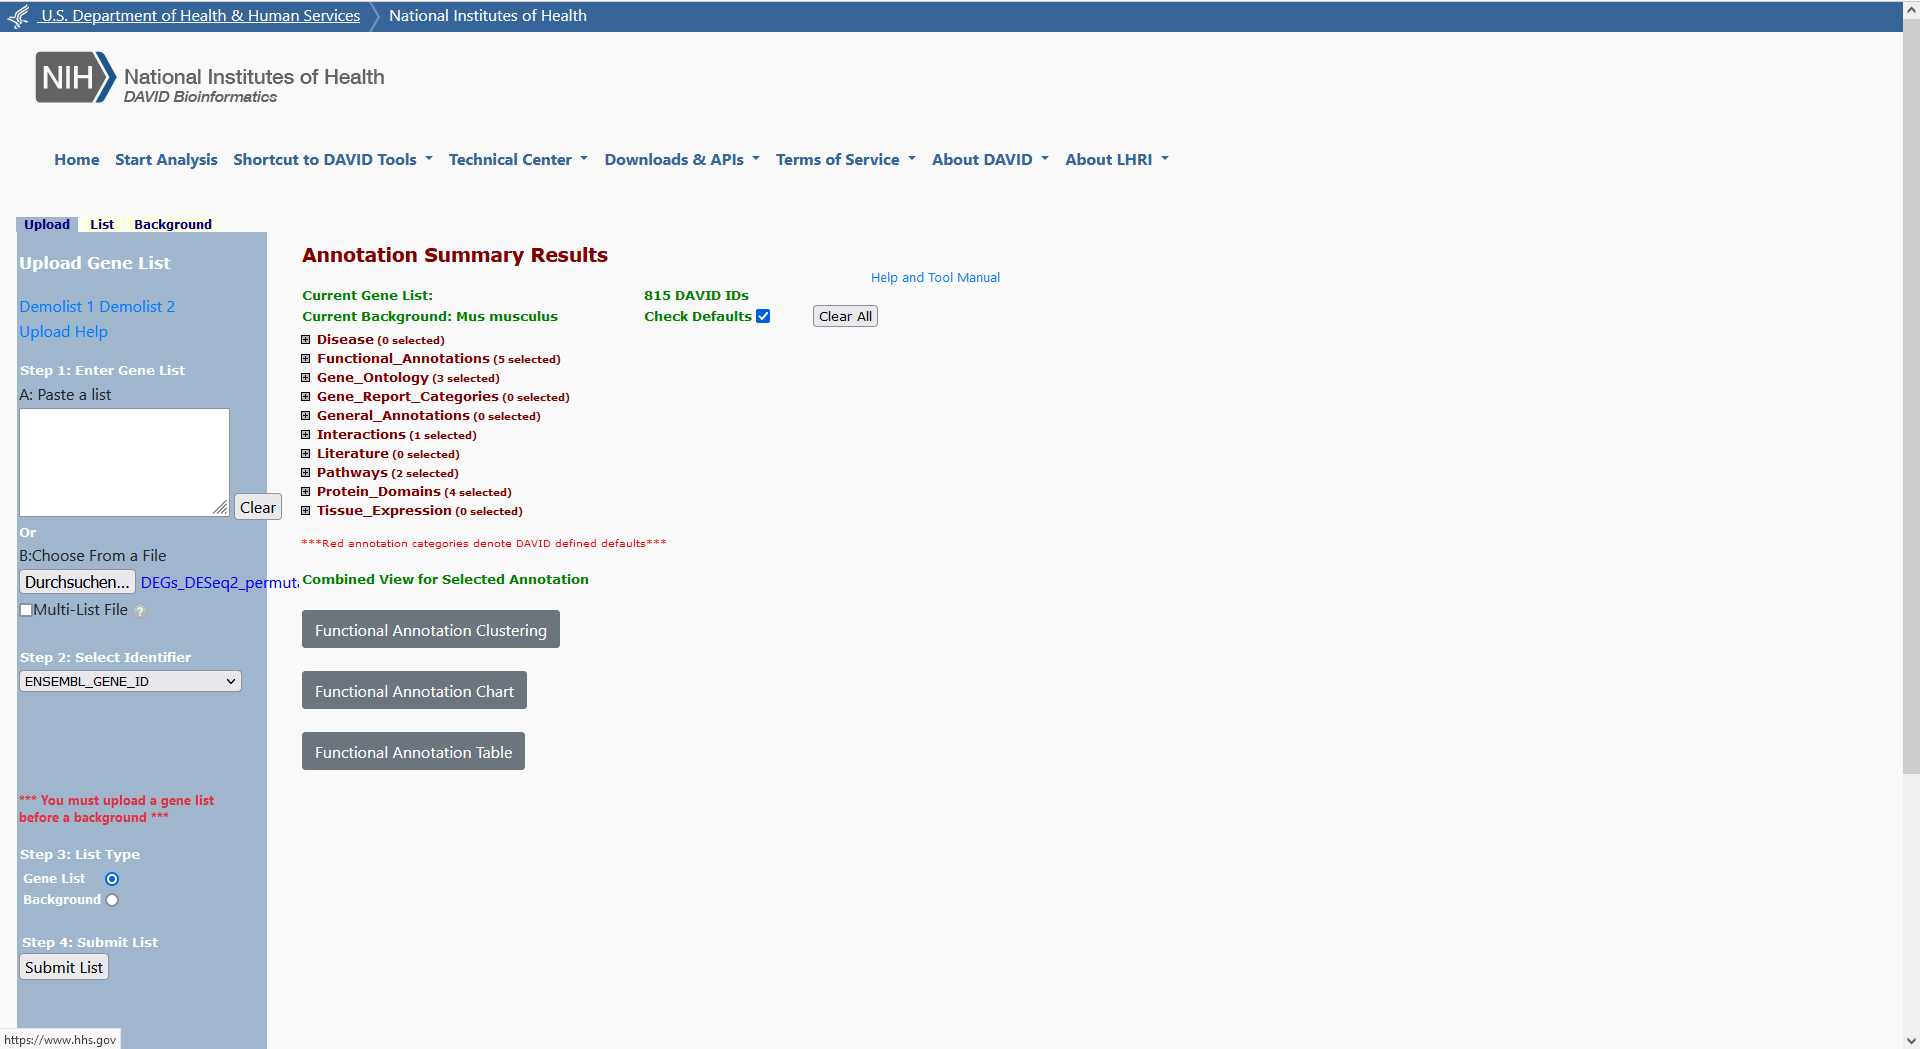 U.S. Department of Health & Human Services National Institutes of Health
NIH National Institutes of Health
DAVID Bioinformatics
Home Start Analysis Shortcut to DAVID Tools Technical Center Downloads & APIs Terms of Service About DAVID About LHRI
Upload List Background
Upload Gene List
Demolist 1 Demolist 2
Upload Help
Step 1: Enter Gene List
A: Paste a list
Clear
Or
B:Choose From a File
Durchsuchen... DEGs_DESeq2_permuta
Multi-List File ?
Step 2: Select Identifier
ENSEMBL_GENE_ID
*** You must upload a gene list
before a background ***
Step 3: List Type
Gene List
Background
Step 4: Submit List
Submit List
Annotation Summary Results
Help and Tool Manual
Current Gene List: 815 DAVID IDs
Current Background: Mus musculus Check Defaults Clear All
Disease (0 selected)
Functional_Annotations (5 selected)
Gene_Ontology (3 selected)
Gene_Report_Categories (0 selected)
General_Annotations (0 selected)
Interactions (1 selected)
Literature (0 selected)
Pathways (2 selected)
Protein_Domains (4 selected)
Tissue_Expression (0 selected)
***Red annotation categories denote DAVID defined defaults***
Combined View for Selected Annotation
Functional Annotation Clustering
Functional Annotation Chart
Functional Annotation Table
https://www.hhs.gov